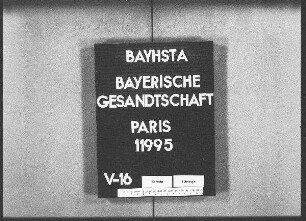 BAYHSTA
BAYERISCHE
GESANDTSCHAFT
PARIS
11995
V-16